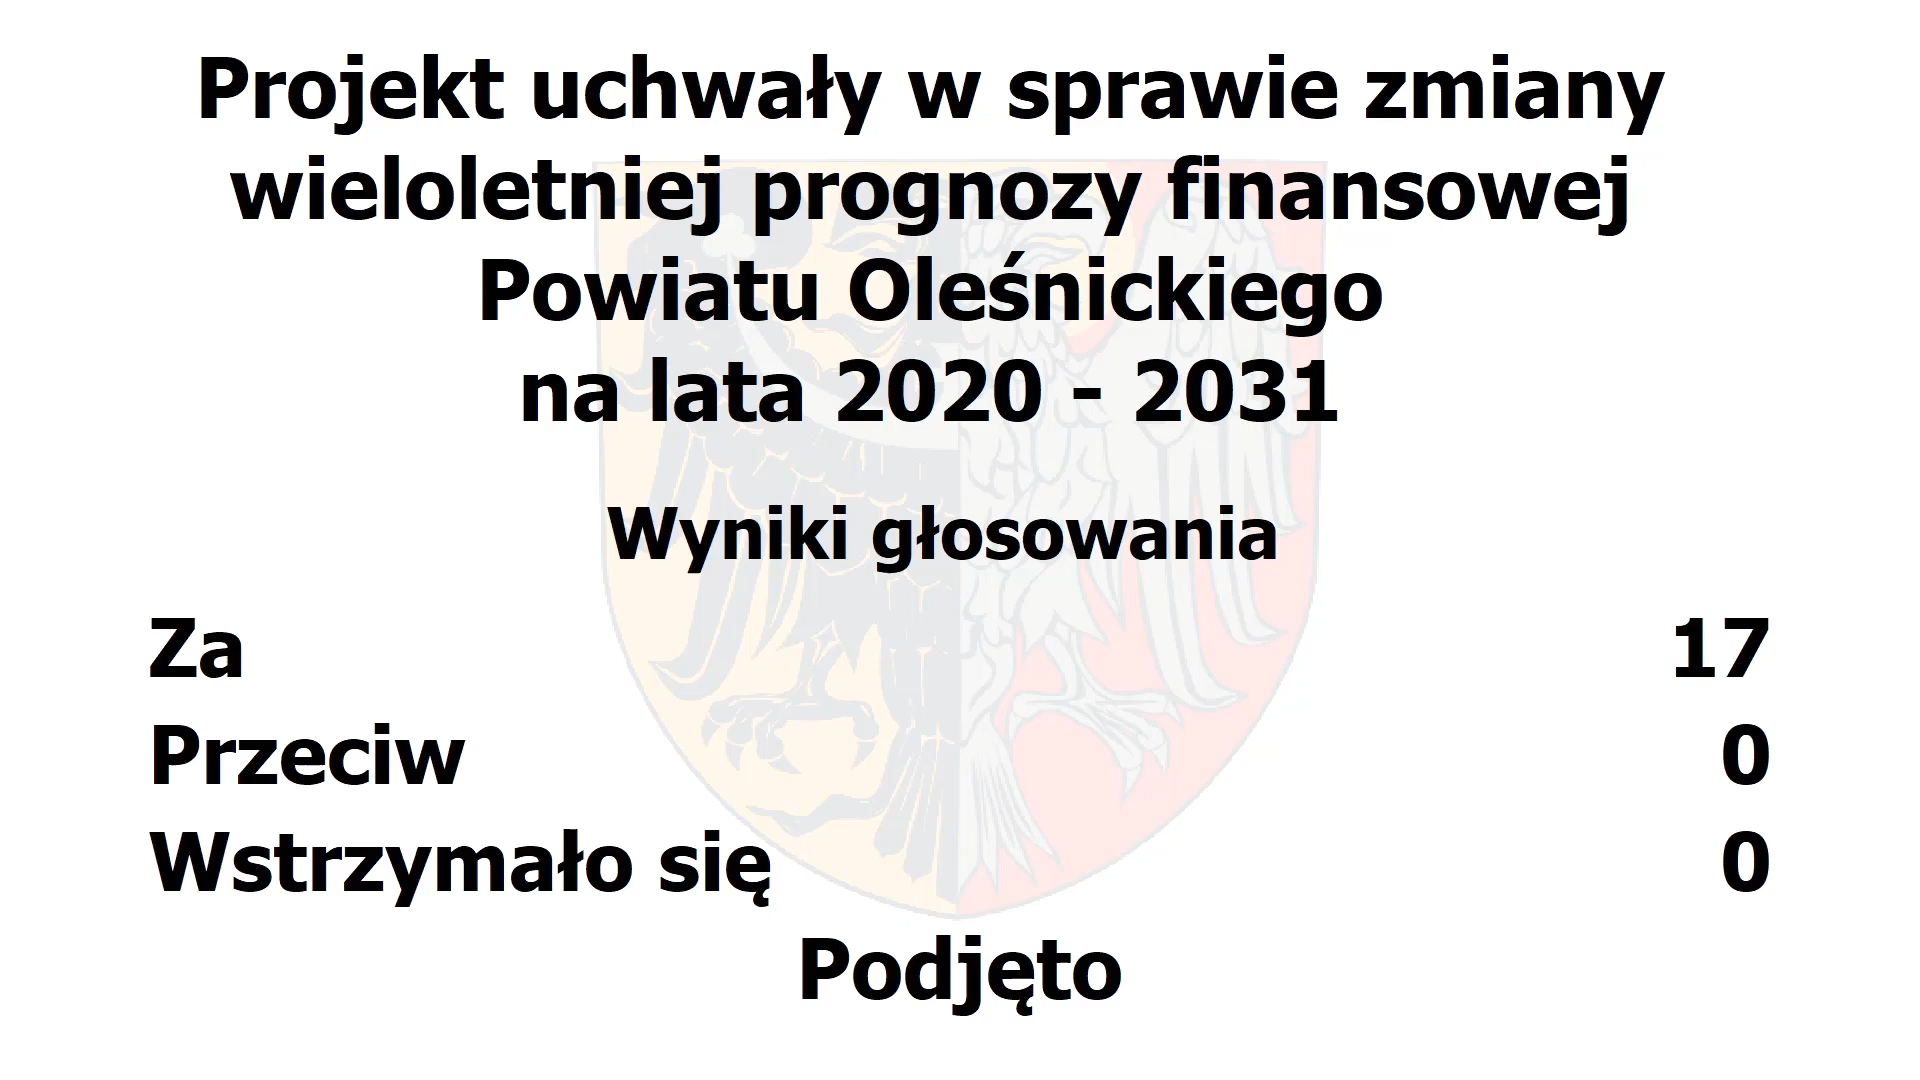 Projekt uchwały w sprawie zmiany
wieloletniej prognozy finansowej
Powiatu Oleśnickiego
na lata 2020 - 2031
Wyniki głosowania
Za 17
Przeciw 0
Wstrzymało się 0
Podjęto